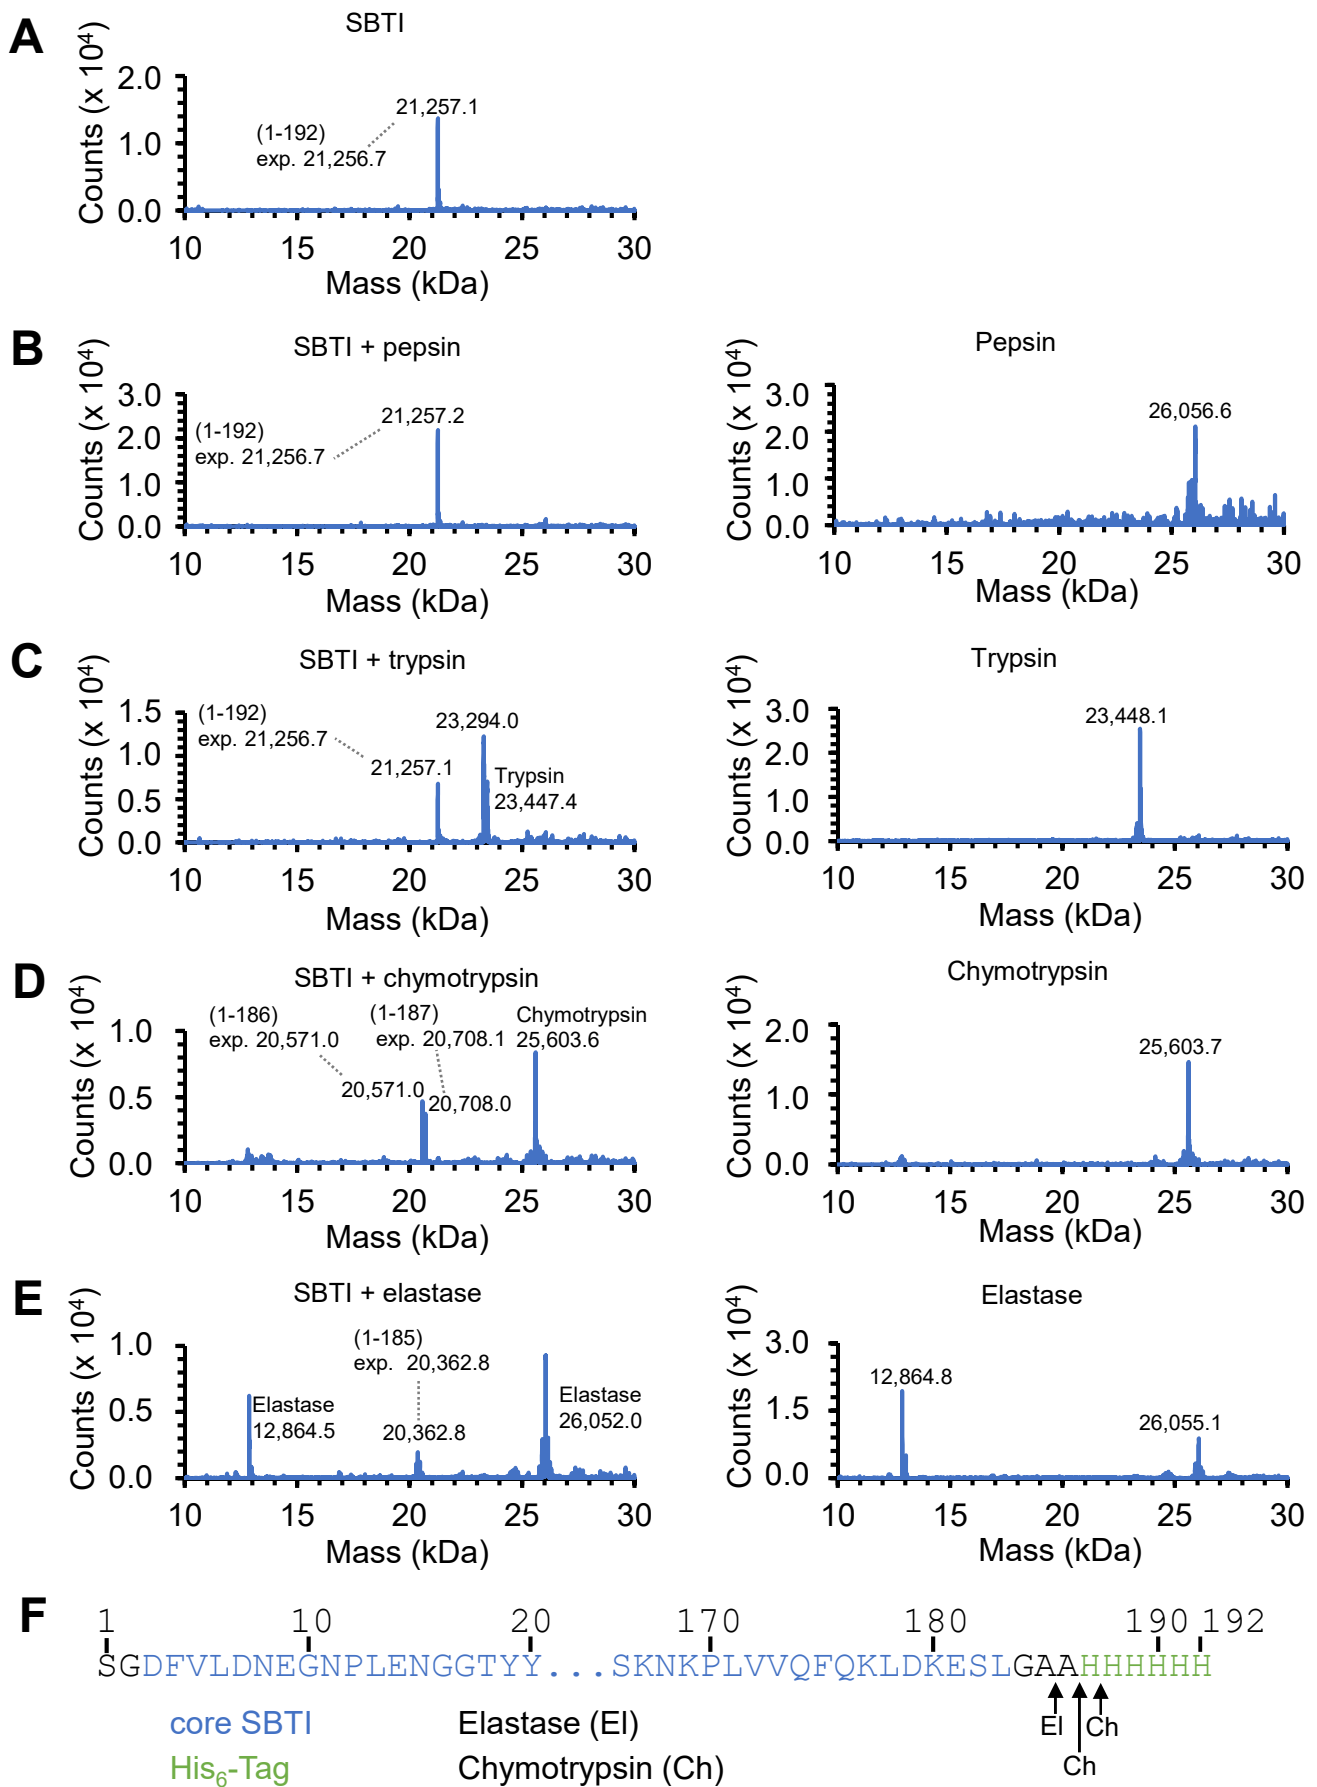 A
SBTI
Counts (x 10⁴)
2.0
1.0
0.0
21,257.1
(1-192)
exp. 21,256.7
10 15 20 25 30
Mass (kDa)
B
SBTI + pepsin
Counts (x 10⁴)
3.0
2.0
1.0
0.0
21,257.2
(1-192)
exp. 21,256.7
10 15 20 25 30
Mass (kDa)
Pepsin
Counts (x 10⁴)
3.0
2.0
1.0
0.0
26,056.6
10 15 20 25 30
Mass (kDa)
C
SBTI + trypsin
Counts (x 10⁴)
1.5
1.0
0.5
0.0
(1-192)
exp. 21,256.7
23,294.0
21,257.1
Trypsin
23,447.4
10 15 20 25 30
Mass (kDa)
Trypsin
Counts (x 10⁴)
3.0
2.0
1.0
0.0
23,448.1
10 15 20 25 30
Mass (kDa)
D
SBTI + chymotrypsin
Counts (x 10⁴)
1.0
0.5
0.0
(1-186)
exp. 20,571.0
(1-187)
exp. 20,708.1
Chymotrypsin
25,603.6
20,571.0
20,708.0
10 15 20 25 30
Mass (kDa)
Chymotrypsin
Counts (x 10⁴)
2.0
1.0
0.0
25,603.7
10 15 20 25 30
Mass (kDa)
E
SBTI + elastase
Counts (x 10⁴)
1.0
0.5
0.0
(1-185)
exp. 20,362.8
Elastase
12,864.5
20,362.8
Elastase
26,052.0
10 15 20 25 30
Mass (kDa)
Elastase
Counts (x 10⁴)
3.0
1.5
0.0
12,864.8
26,055.1
10 15 20 25 30
Mass (kDa)
F
1 10 20 170 180 190 192
SGDFVLDNEGNPLENGGTYY...SKNKPLVVQFQKLDKESLGAAHHHHHH
El Ch
Ch
core SBTI Elastase (El)
His₆-Tag Chymotrypsin (Ch)